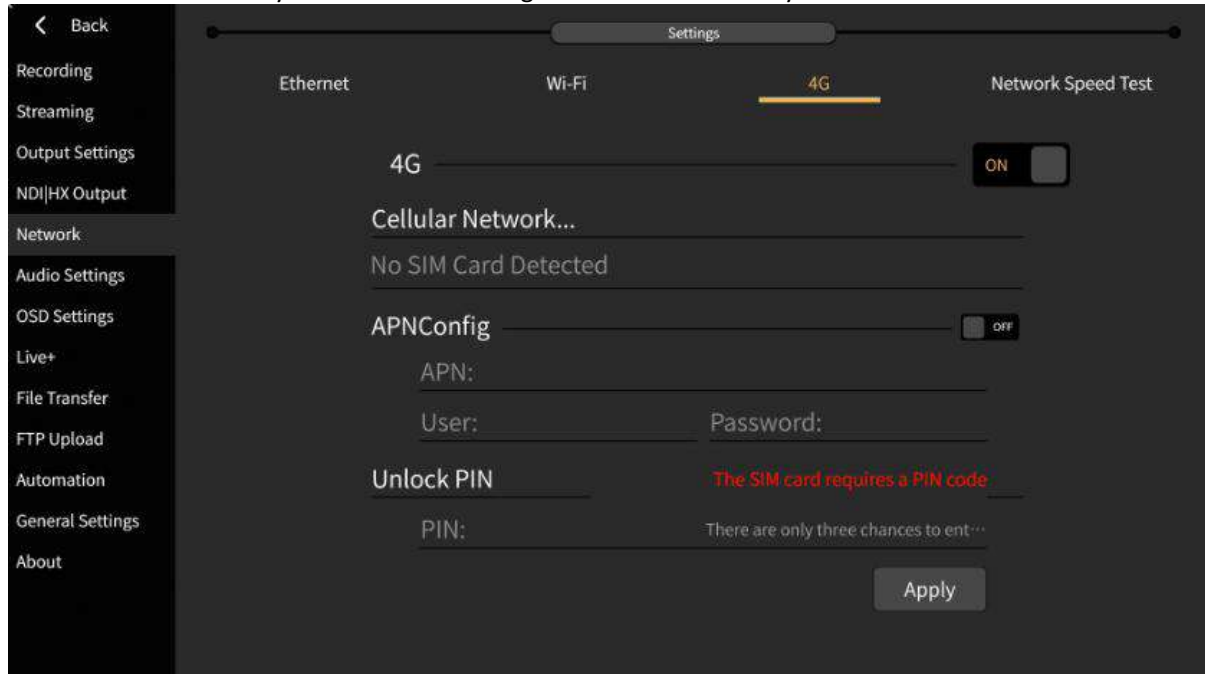 Back
Settings
Recording
Ethernet Wi-Fi 4G Network Speed Test
Streaming
Output Settings
4G ON
NDI|HX Output
Cellular Network...
Network
No SIM Card Detected
Audio Settings
OSD Settings
APNConfig OFF
Live+
APN:
File Transfer
User: Password:
FTP Upload
Automation
Unlock PIN The SIM card requires a PIN code
General Settings
PIN: There are only three chances to ent···
About
Apply